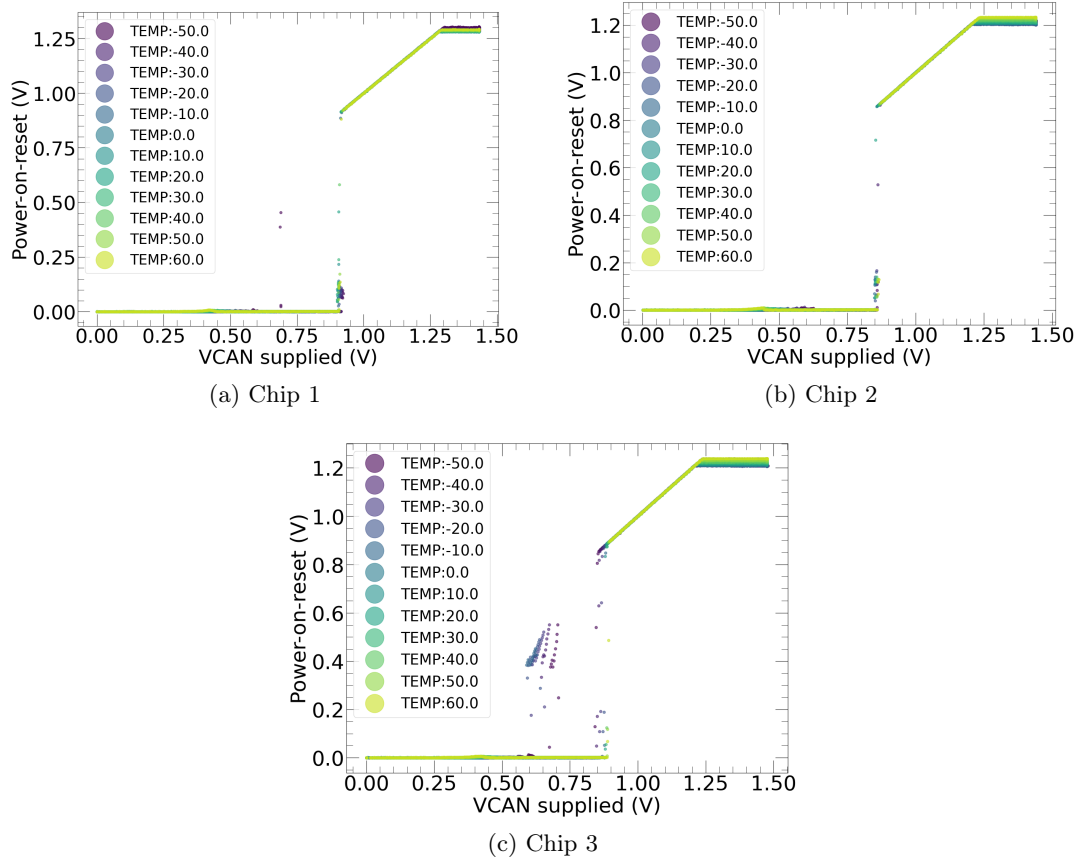 Power-on-reset (V)
1.25
1.00
0.75
0.50
0.25
0.00
TEMP:-50.0
TEMP:-40.0
TEMP:-30.0
TEMP:-20.0
TEMP:-10.0
TEMP:0.0
TEMP:10.0
TEMP:20.0
TEMP:30.0
TEMP:40.0
TEMP:50.0
TEMP:60.0
0.00 0.25 0.50 0.75 1.00 1.25 1.50
VCAN supplied (V)
(a) Chip 1
Power-on-reset (V)
1.2
1.0
0.8
0.6
0.4
0.2
0.0
TEMP:-50.0
TEMP:-40.0
TEMP:-30.0
TEMP:-20.0
TEMP:-10.0
TEMP:0.0
TEMP:10.0
TEMP:20.0
TEMP:30.0
TEMP:40.0
TEMP:50.0
TEMP:60.0
0.00 0.25 0.50 0.75 1.00 1.25 1.50
VCAN supplied (V)
(b) Chip 2
Power-on-reset (V)
1.2
1.0
0.8
0.6
0.4
0.2
0.0
TEMP:-50.0
TEMP:-40.0
TEMP:-30.0
TEMP:-20.0
TEMP:-10.0
TEMP:0.0
TEMP:10.0
TEMP:20.0
TEMP:30.0
TEMP:40.0
TEMP:50.0
TEMP:60.0
0.00 0.25 0.50 0.75 1.00 1.25 1.50
VCAN supplied (V)
(c) Chip 3